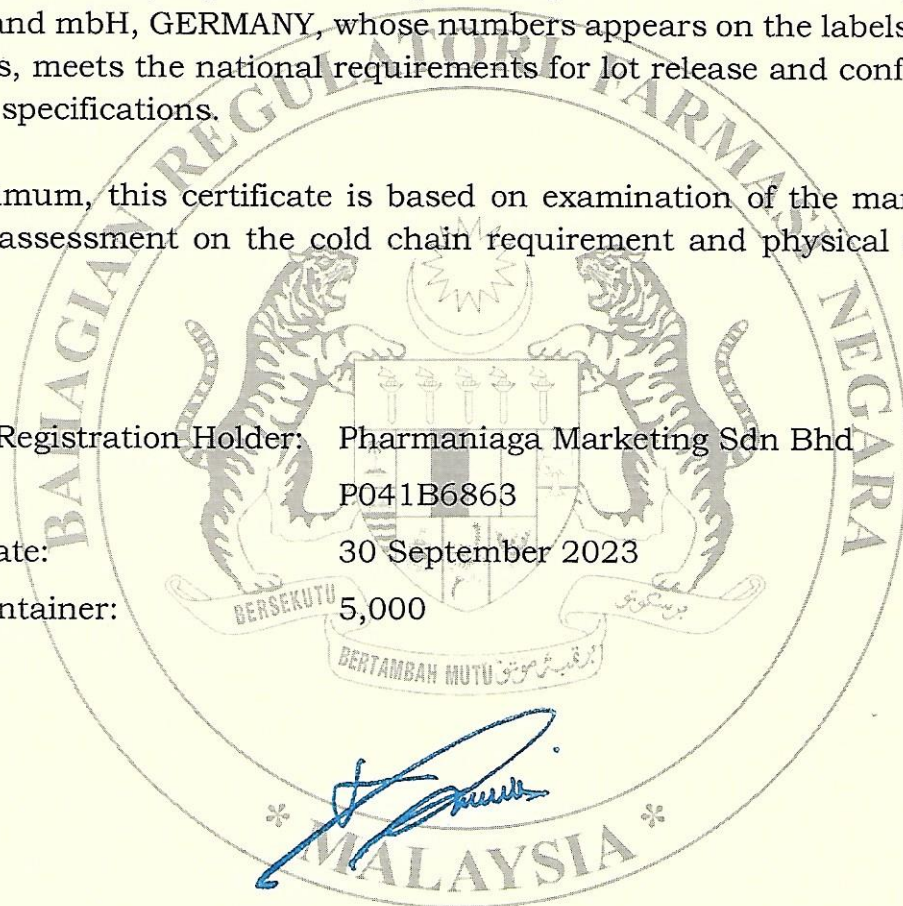 and mbH, GERMANY, whose numbers appears on the labels
s, meets the national requirements for lot release and conf
specifications.
imum, this certificate is based on examination of the ma
assessment on the cold chain requirement and physical
Registration Holder: Pharmaniaga Marketing Sdn Bhd
P041B6863
ate: 30 September 2023
ntainer: 5,000
BAHAGIAN REGULATORI FARMASI NEGARA
* MALAYSIA *
BERSEKUTU
BERTAMBAH MUTU